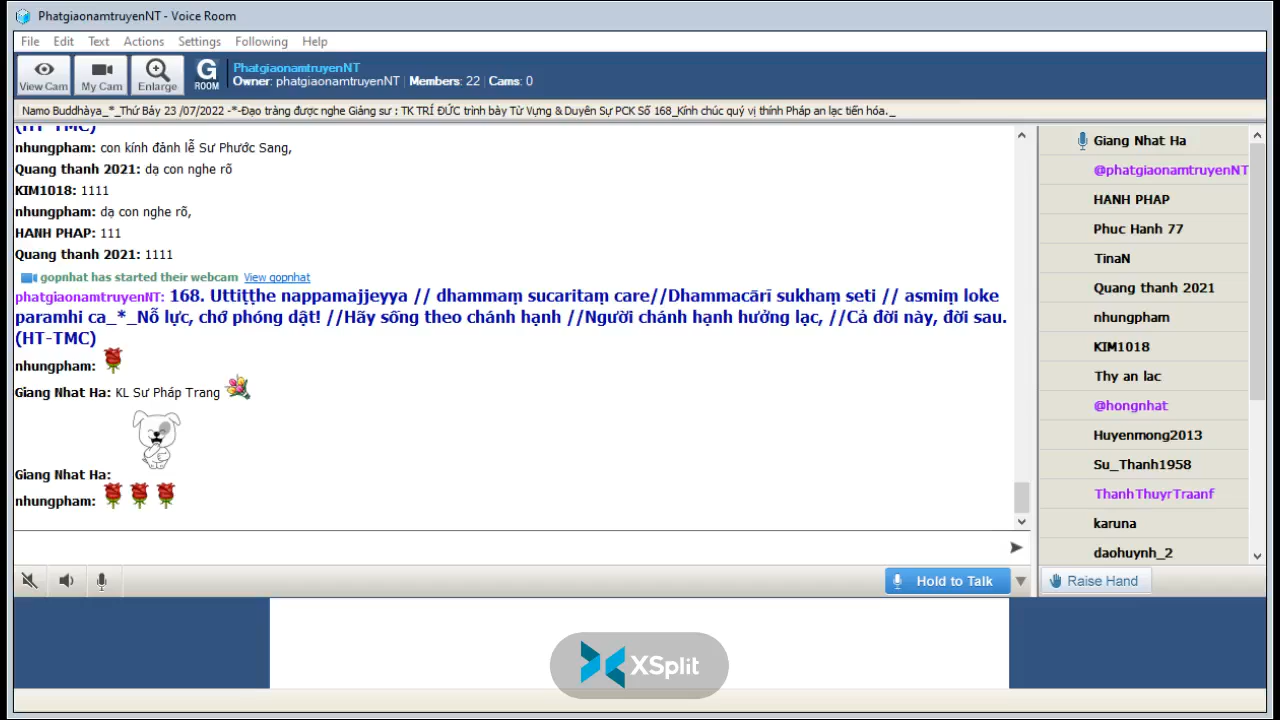 PhatgiaonamtruyenNT - Voice Room
File Edit Text Actions Settings Following Help
View Cam My Cam Enlarge G ROOM
PhatgiaonamtruyenNT
Owner: phatgiaonamtruyenNT | Members: 22 | Cams: 0
Namo Buddhàya_*_Thứ Bảy 23 /07/2022 -*-Đạo tràng được nghe Giảng sư : TK TRÍ ĐỨC trình bày Từ Vựng & Duyên Sự PCK Số 168_Kính chúc quý vị thính Pháp an lạc tiến hóa._
(HT-TMC)
nhungpham: con kính đảnh lễ Sư Phước Sang,
Quang thanh 2021: dạ con nghe rõ
KIM1018: 1111
nhungpham: dạ con nghe rõ,
HANH PHAP: 111
Quang thanh 2021: 1111
gopnhat has started their webcam View gopnhat
phatgiaonamtruyenNT: 168. Uttiṭṭhe nappamajjeyya // dhammaṃ sucaritaṃ care//Dhammacārī sukhaṃ seti // asmiṃ loke
paramhi ca_*_Nỗ lực, chớ phóng dật! //Hãy sống theo chánh hạnh //Người chánh hạnh hưởng lạc, //Cả đời này, đời sau.
(HT-TMC)
nhungpham:
Giang Nhat Ha: KL Sư Pháp Trang
Giang Nhat Ha:
nhungpham:
Hold to Talk
Giang Nhat Ha
@phatgiaonamtruyenNT
HANH PHAP
Phuc Hanh 77
TinaN
Quang thanh 2021
nhungpham
KIM1018
Thy an lac
@hongnhat
Huyenmong2013
Su_Thanh1958
ThanhThuyrTraanf
karuna
daohuynh_2
Raise Hand
XSplit